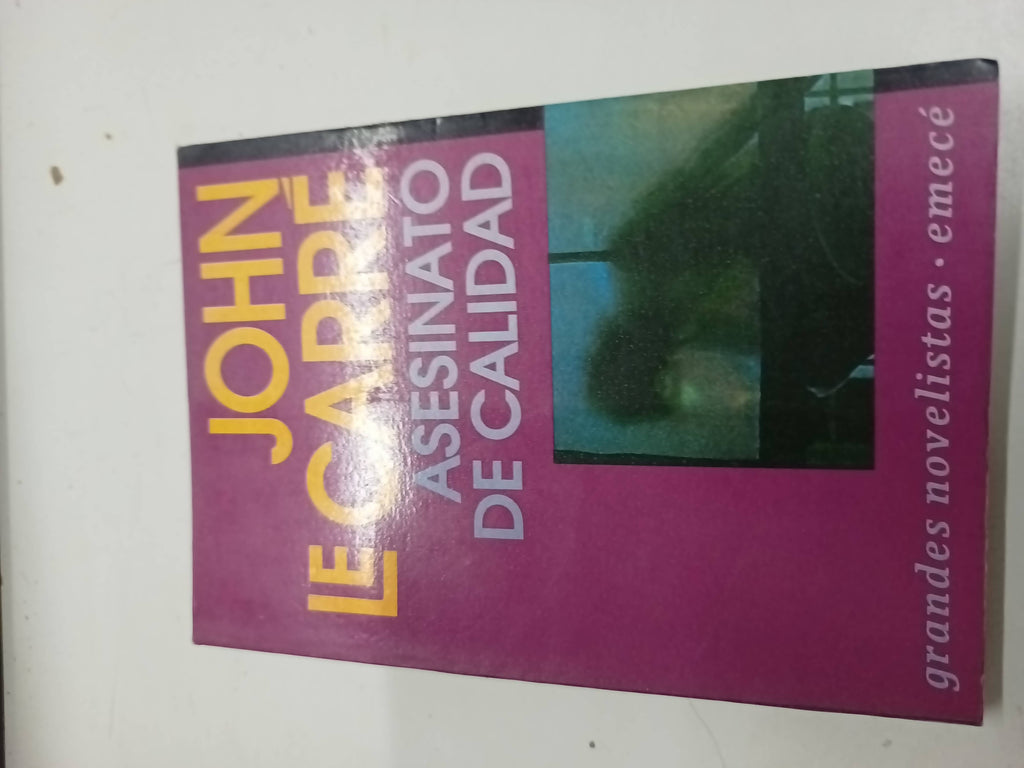 JOHN
LE CARRÉ
ASESINATO
DE CALIDAD
grandes novelistas · emecé